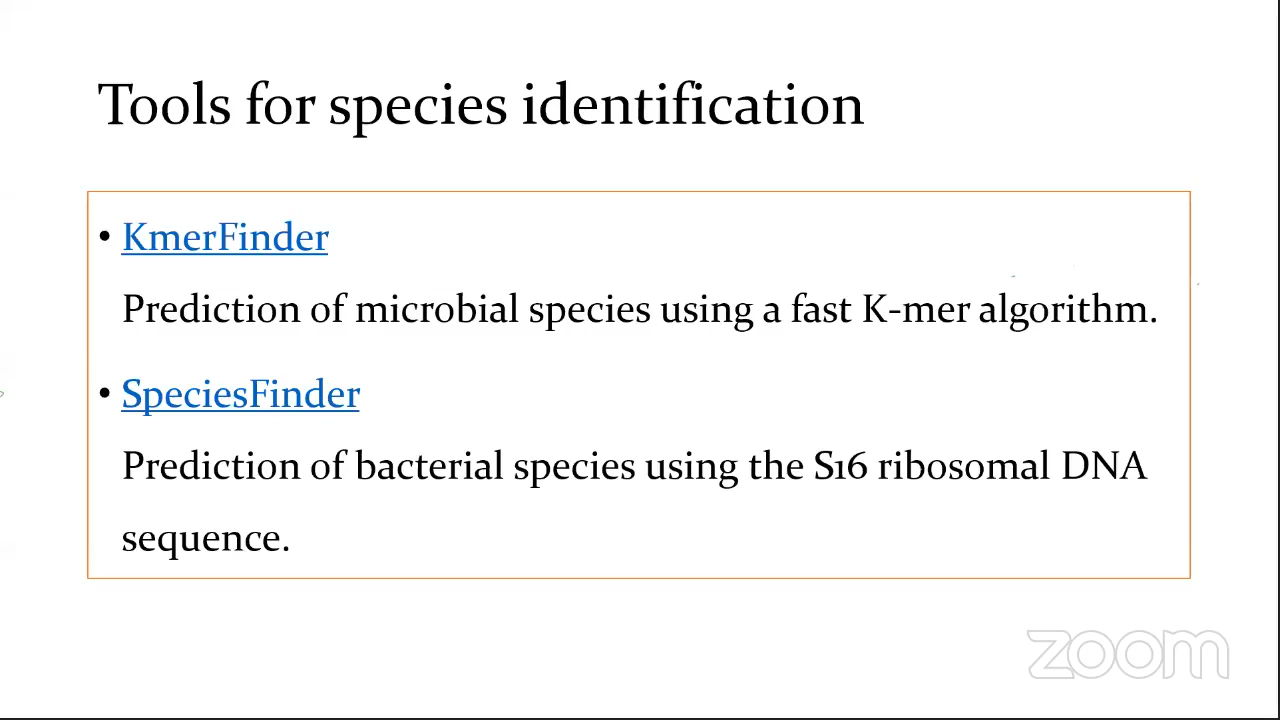 Tools for species identification
• KmerFinder
Prediction of microbial species using a fast K-mer algorithm.
• SpeciesFinder
Prediction of bacterial species using the S16 ribosomal DNA
sequence.
zoom